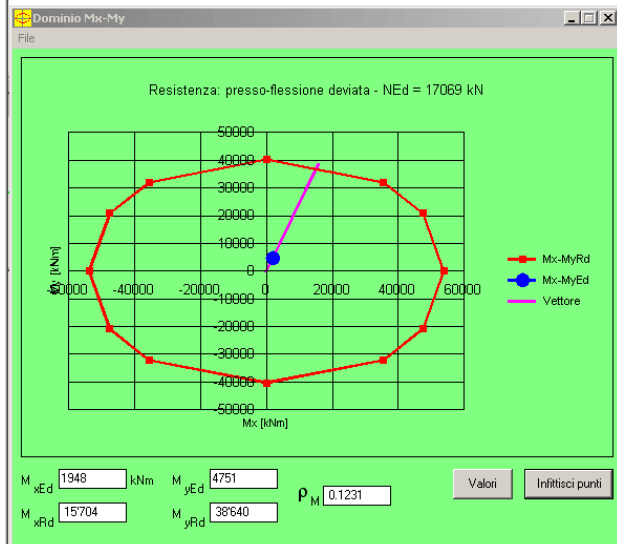 Dominio Mx-My
File
Resistenza: presso-flessione deviata - NEd = 17069 kN
50000
40000
30000
20000
10000
0
-10000
-20000
-30000
-40000
-50000
-40000 -20000 0 20000 40000 60000
[kNm]
Mx [kNm]
Mx-MyRd
Mx-MyEd
Vettore
M xEd 1948 kNm M yEd 4751
ρ M 0.1231
M xRd 15'704 M yRd 38'640
Valori Infittisci punti